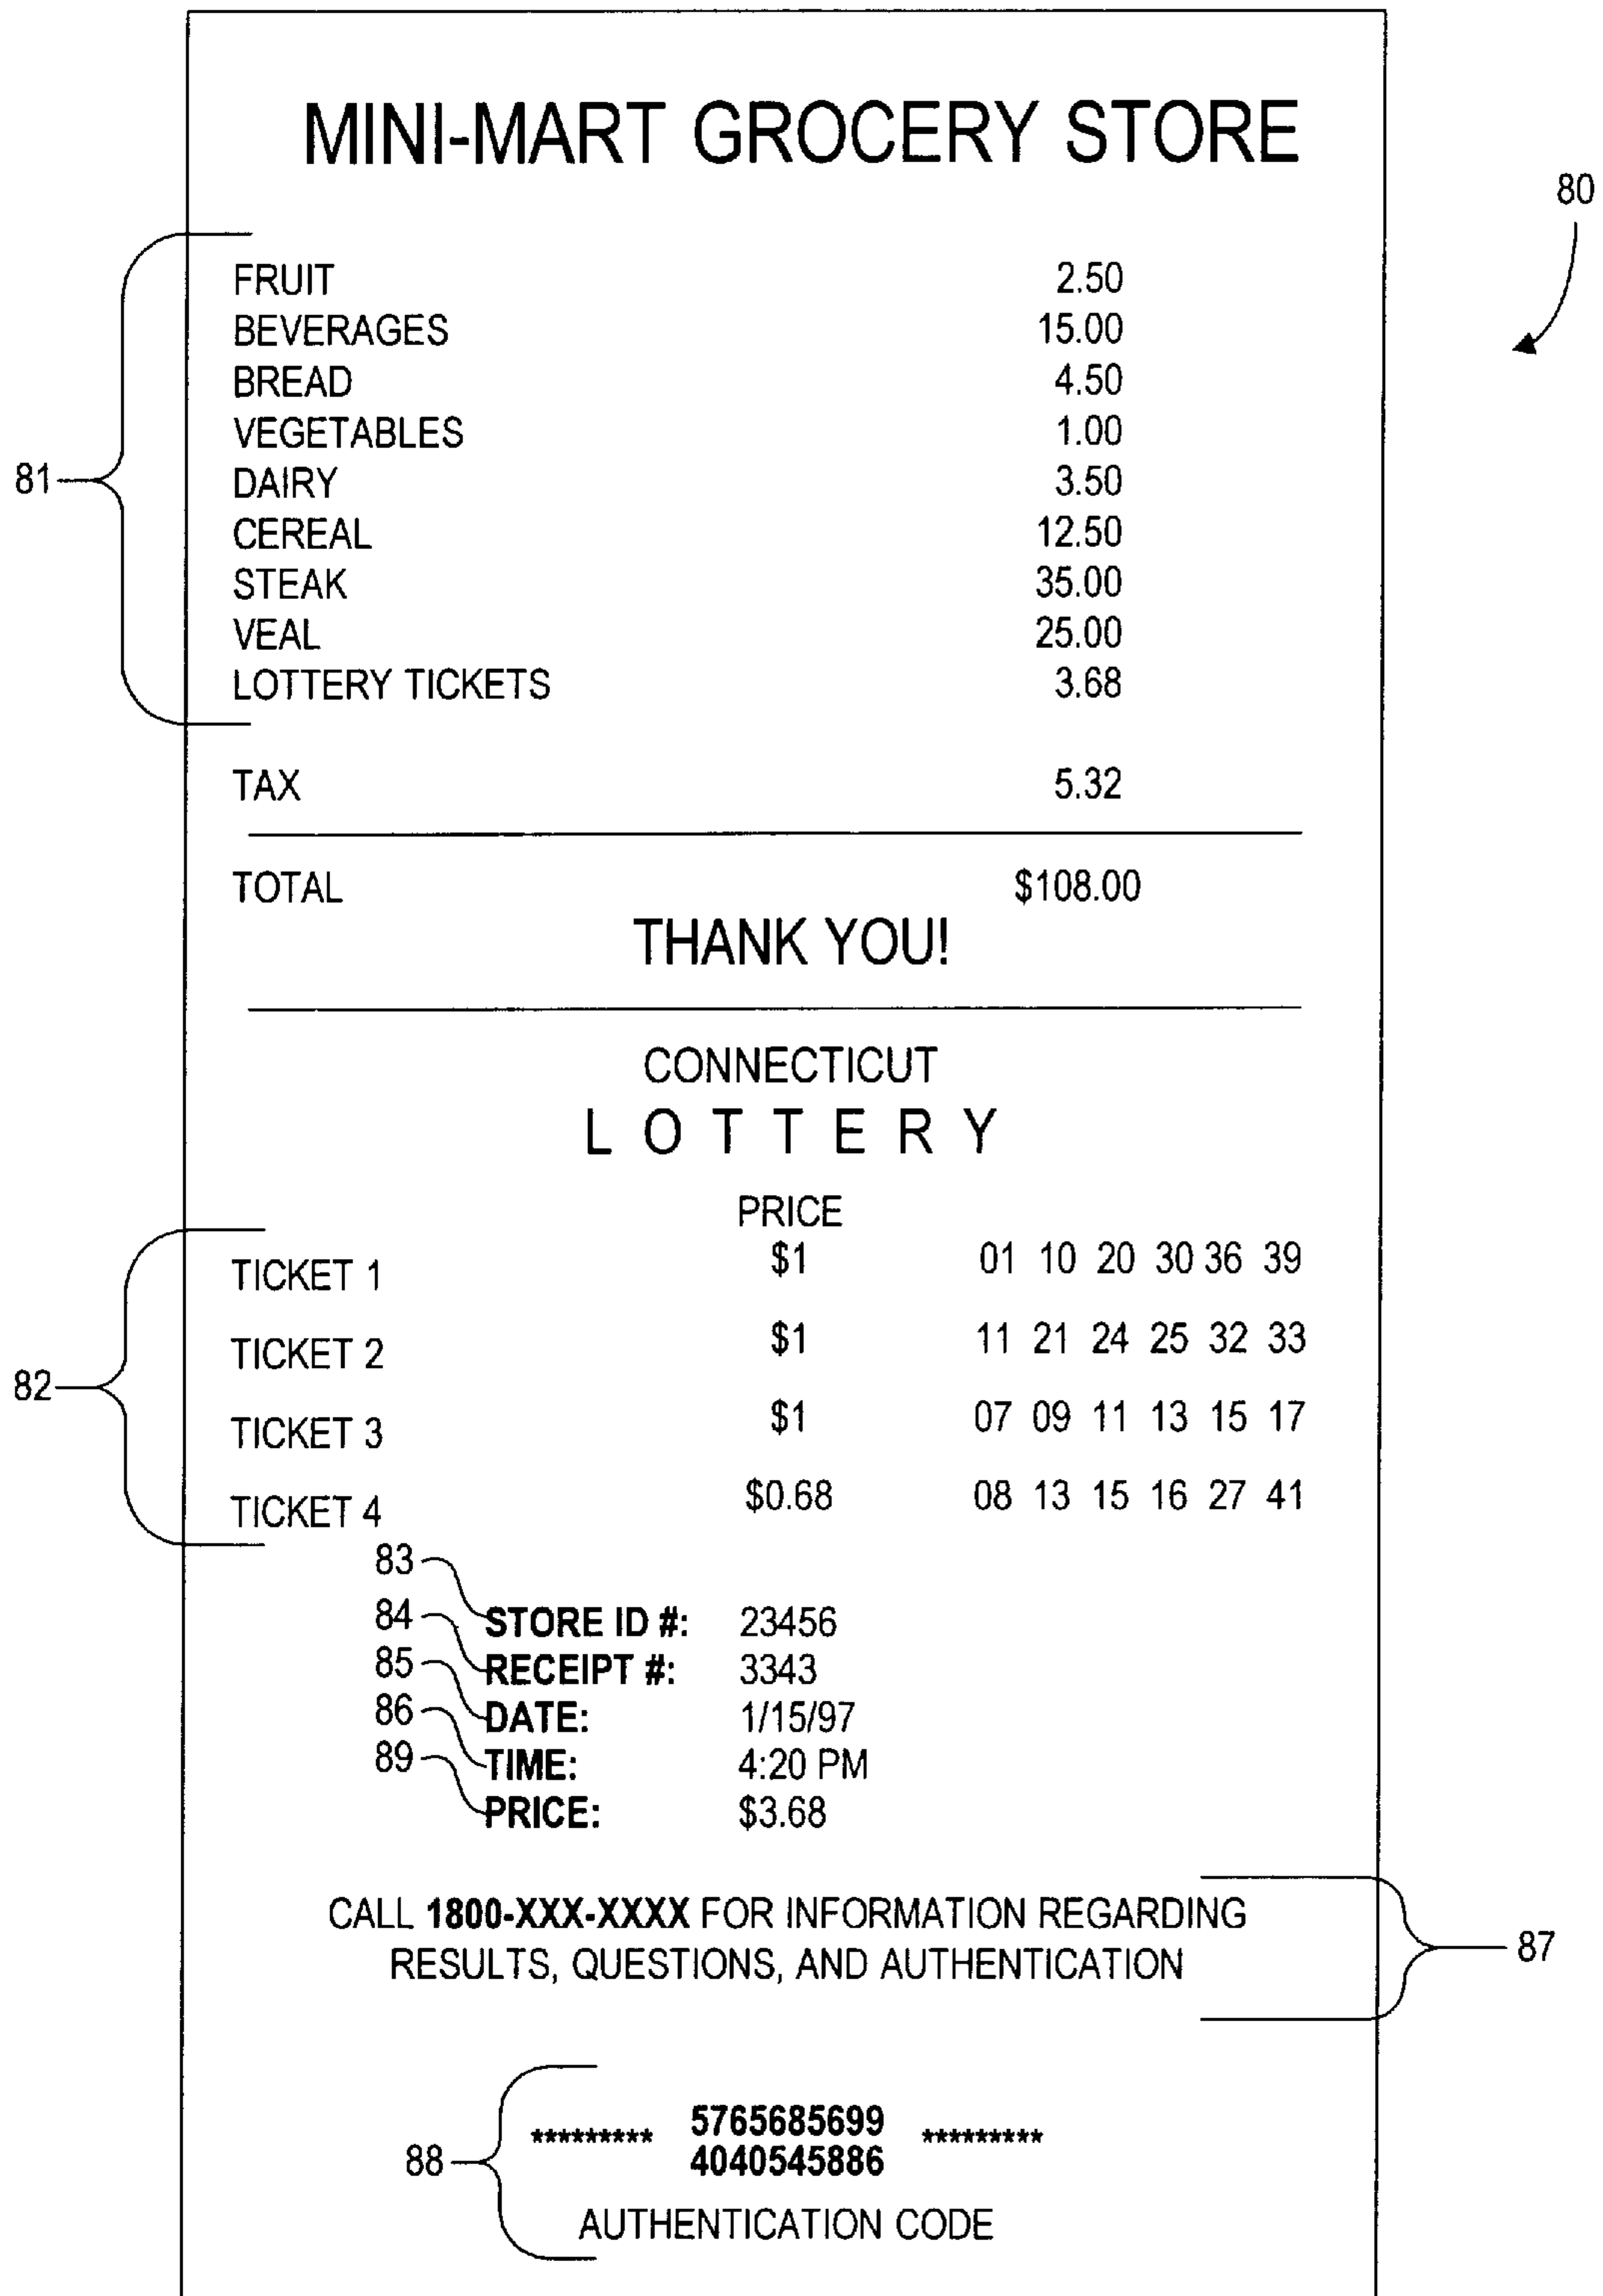 MINI-MART GROCERY STORE
80
FRUIT 2.50
BEVERAGES 15.00
BREAD 4.50
VEGETABLES 1.00
81 DAIRY 3.50
CEREAL 12.50
STEAK 35.00
VEAL 25.00
LOTTERY TICKETS 3.68
TAX 5.32
TOTAL $108.00
THANK YOU!
CONNECTICUT
LOTTERY
PRICE
TICKET 1 $1 01 10 20 30 36 39
TICKET 2 $1 11 21 24 25 32 33
82
TICKET 3 $1 07 09 11 13 15 17
TICKET 4 $0.68 08 13 15 16 27 41
83
84 STORE ID #: 23456
85 RECEIPT #: 3343
86 DATE: 1/15/97
89 TIME: 4:20 PM
PRICE: $3.68
CALL 1800-XXX-XXXX FOR INFORMATION REGARDING
RESULTS, QUESTIONS, AND AUTHENTICATION
87
********* 5765685699 *********
88 4040545886
AUTHENTICATION CODE